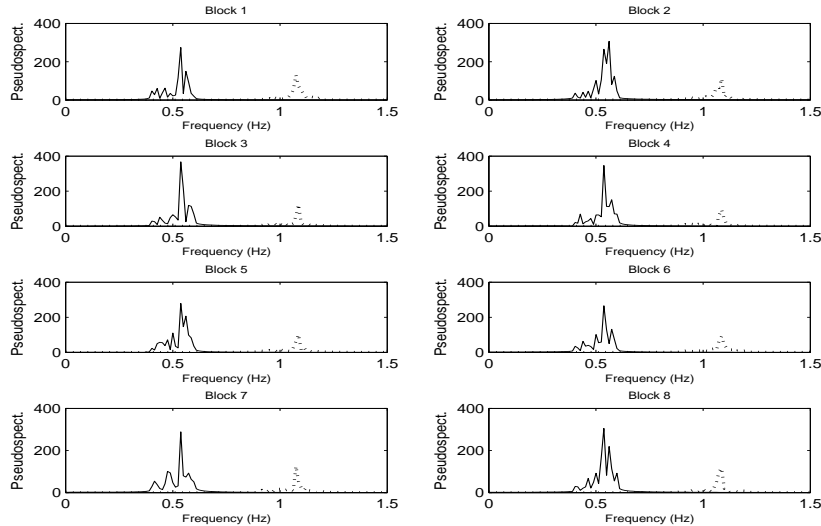 Block 1
400
200
0
Pseudospect.
0 0.5 1 1.5
Frequency (Hz)
Block 2
400
200
0
Pseudospect.
0 0.5 1 1.5
Frequency (Hz)
Block 3
400
200
0
Pseudospect.
0 0.5 1 1.5
Frequency (Hz)
Block 4
400
200
0
Pseudospect.
0 0.5 1 1.5
Frequency (Hz)
Block 5
400
200
0
Pseudospect.
0 0.5 1 1.5
Frequency (Hz)
Block 6
400
200
0
Pseudospect.
0 0.5 1 1.5
Frequency (Hz)
Block 7
400
200
0
Pseudospect.
0 0.5 1 1.5
Frequency (Hz)
Block 8
400
200
0
Pseudospect.
0 0.5 1 1.5
Frequency (Hz)